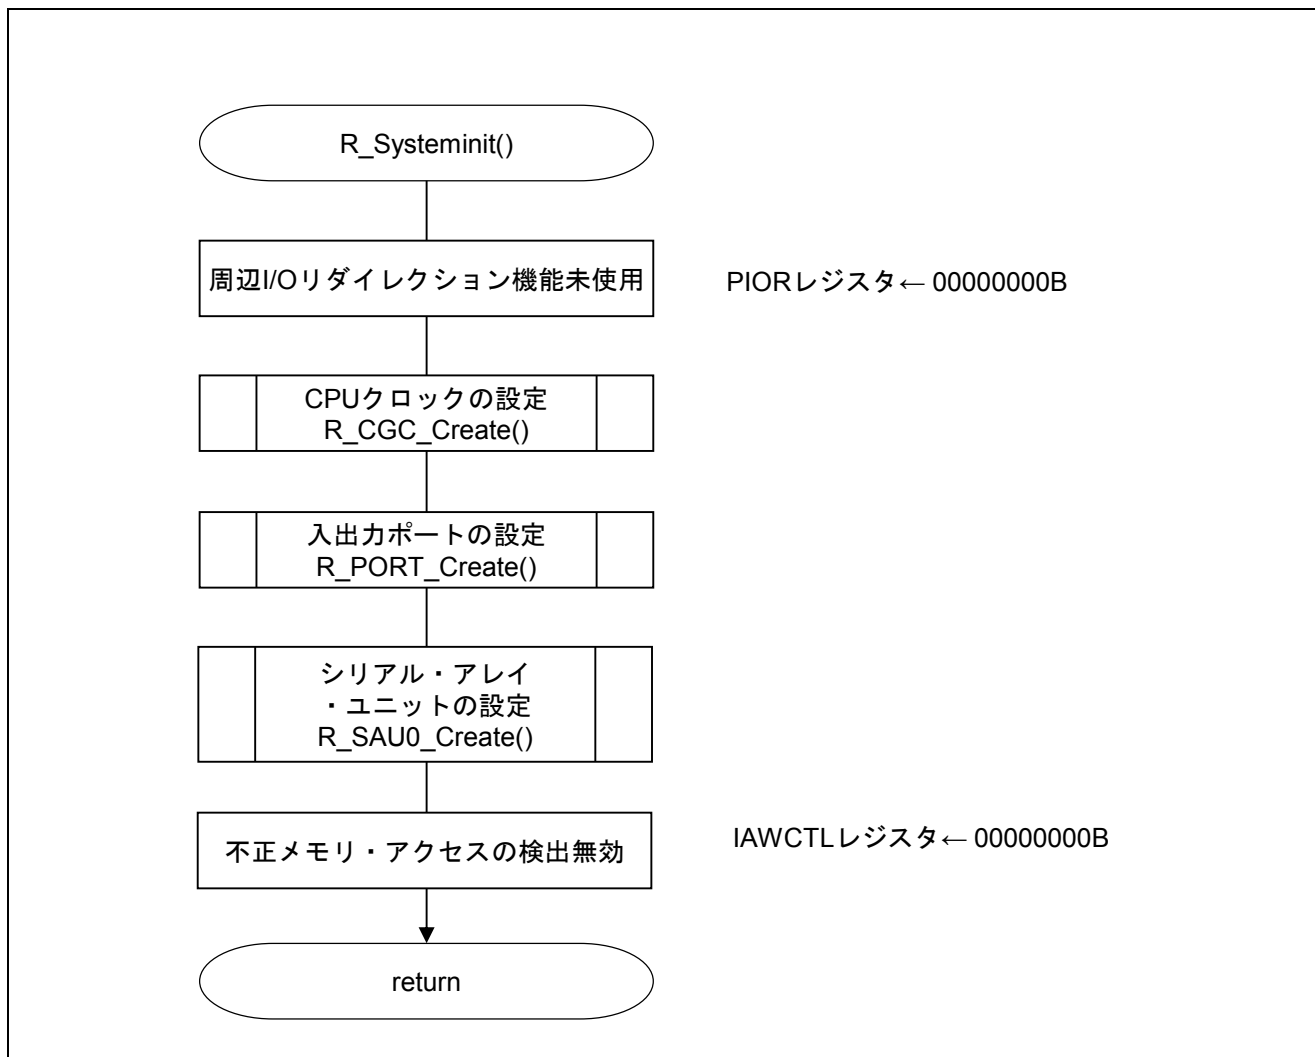 R_Systeminit()
周辺I/Oリダイレクション機能未使用
PIORレジスタ← 00000000B
CPUクロックの設定
R_CGC_Create()
入出力ポートの設定
R_PORT_Create()
シリアル・アレイ
・ユニットの設定
R_SAU0_Create()
不正メモリ・アクセスの検出無効
IAWCTLレジスタ← 00000000B
return